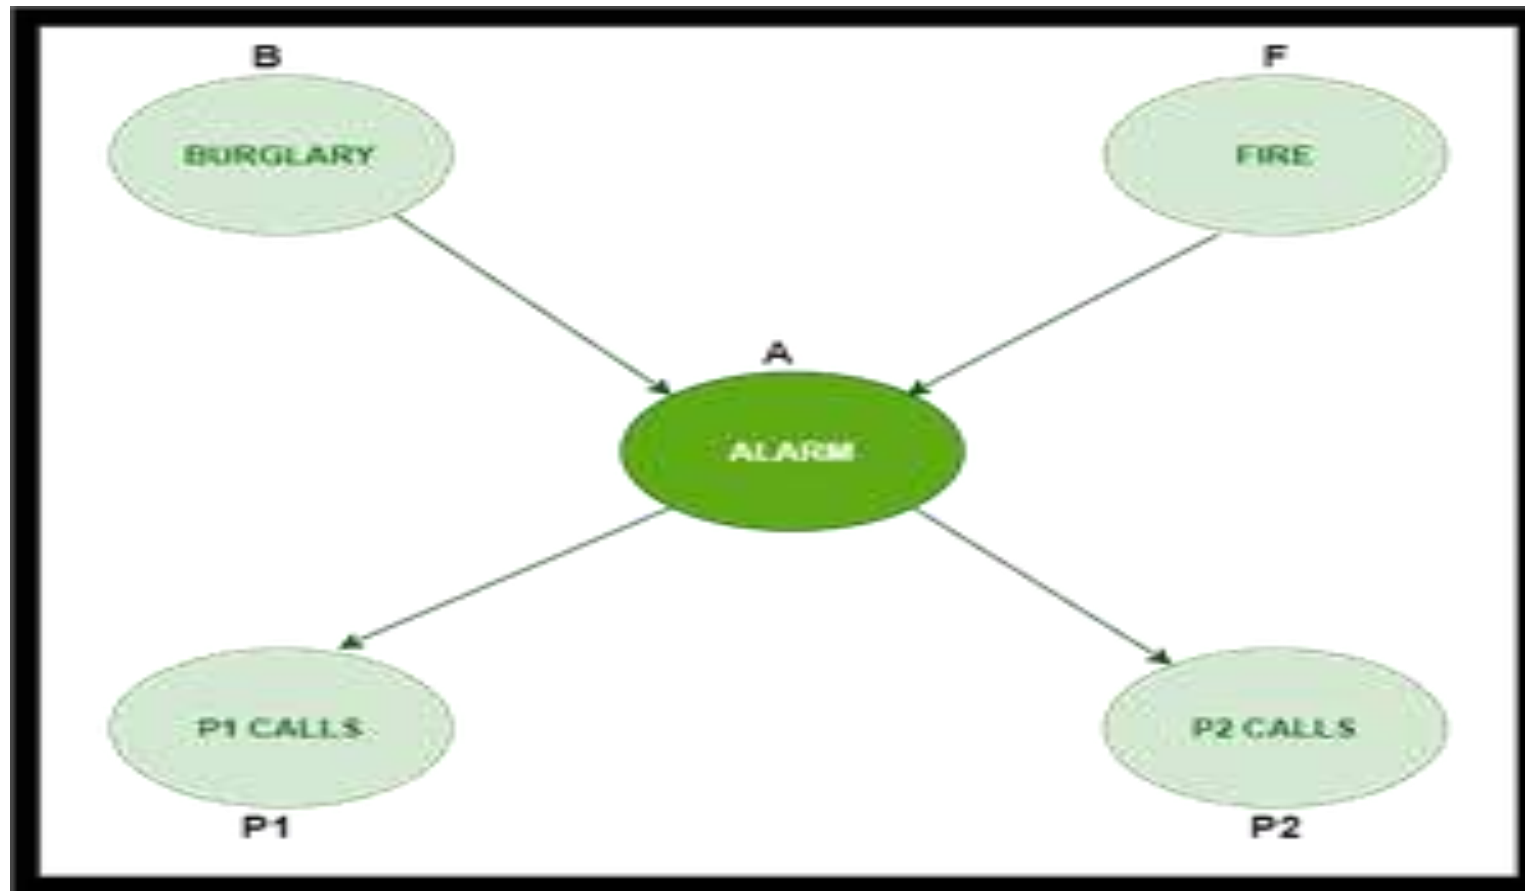 B
F
BURGLARY
FIRE
A
ALARM
P1 CALLS
P2 CALLS
P1
P2